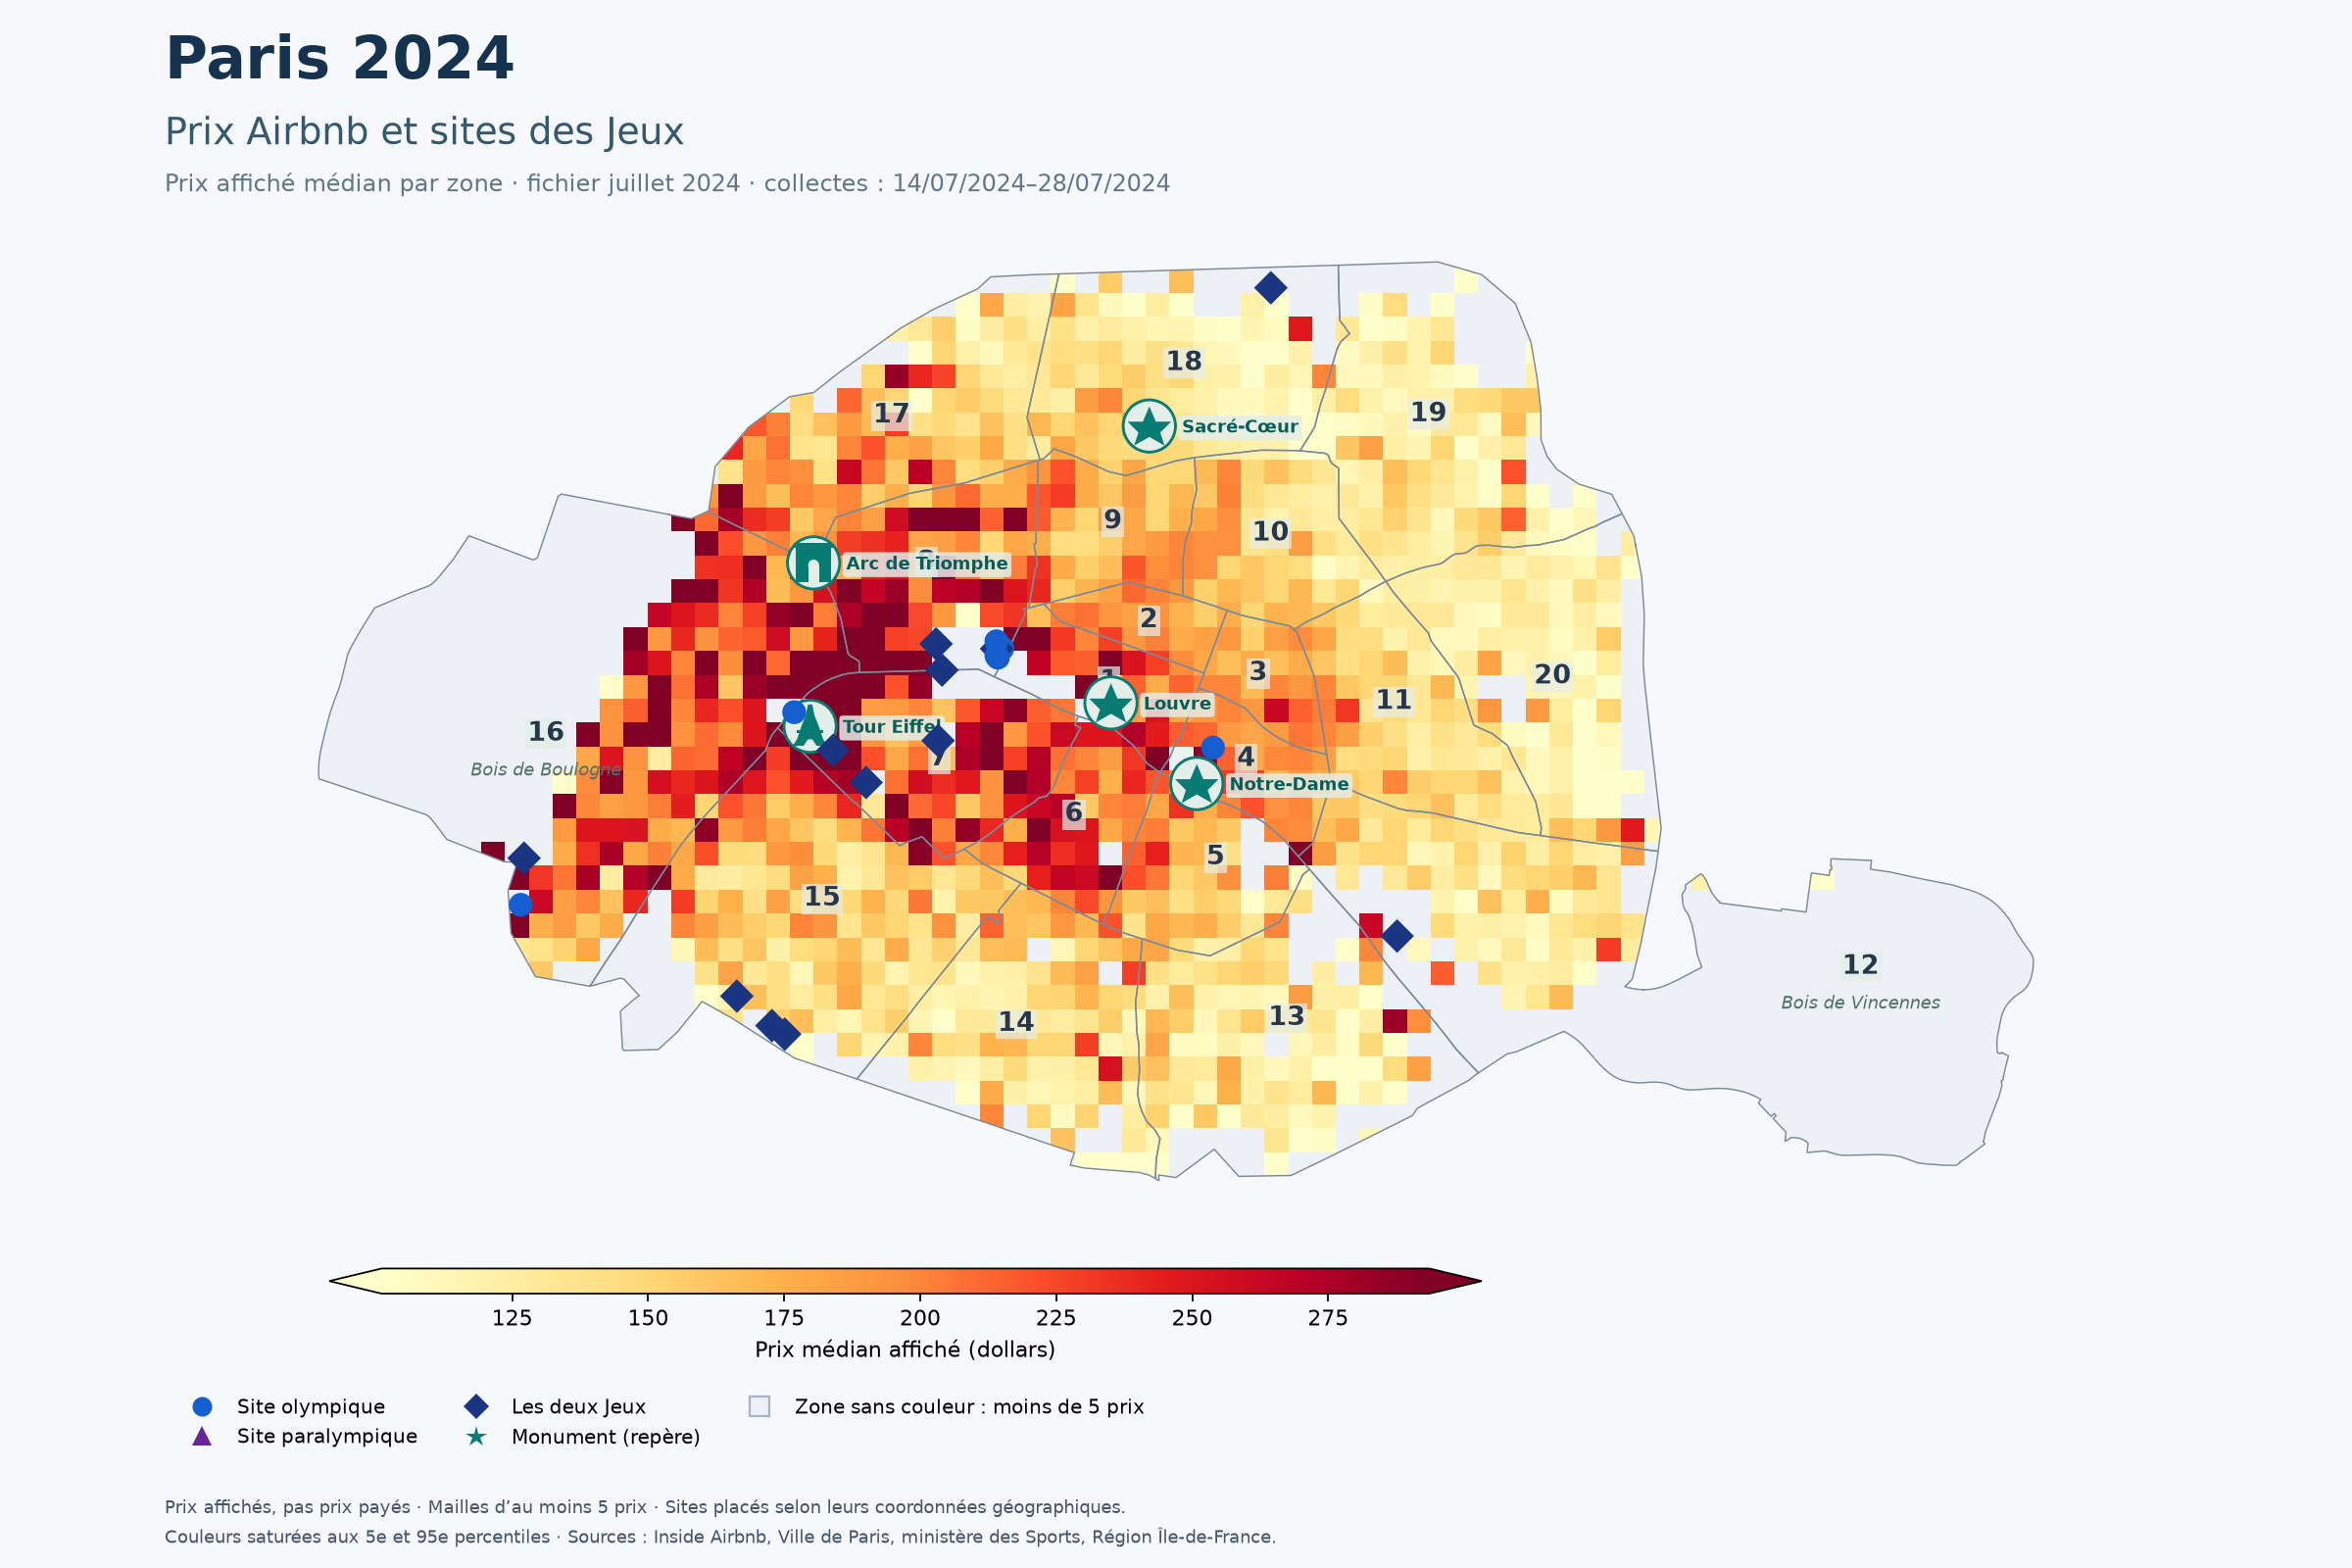 Paris 2024
Prix Airbnb et sites des Jeux
Prix affiché médian par zone · fichier juillet 2024 · collectes : 14/07/2024–28/07/2024
18
17
19
Sacré-Cœur
9
10
Arc de Triomphe
2
3
20
1
11
Louvre
16
Tour Eiffel
Bois de Boulogne
7
4
Notre-Dame
6
5
15
12
Bois de Vincennes
14
13
125 150 175 200 225 250 275
Prix médian affiché (dollars)
Site olympique
Les deux Jeux
Zone sans couleur : moins de 5 prix
Site paralympique
Monument (repère)
Prix affichés, pas prix payés · Mailles d’au moins 5 prix · Sites placés selon leurs coordonnées géographiques.
Couleurs saturées aux 5e et 95e percentiles · Sources : Inside Airbnb, Ville de Paris, ministère des Sports, Région Île-de-France.